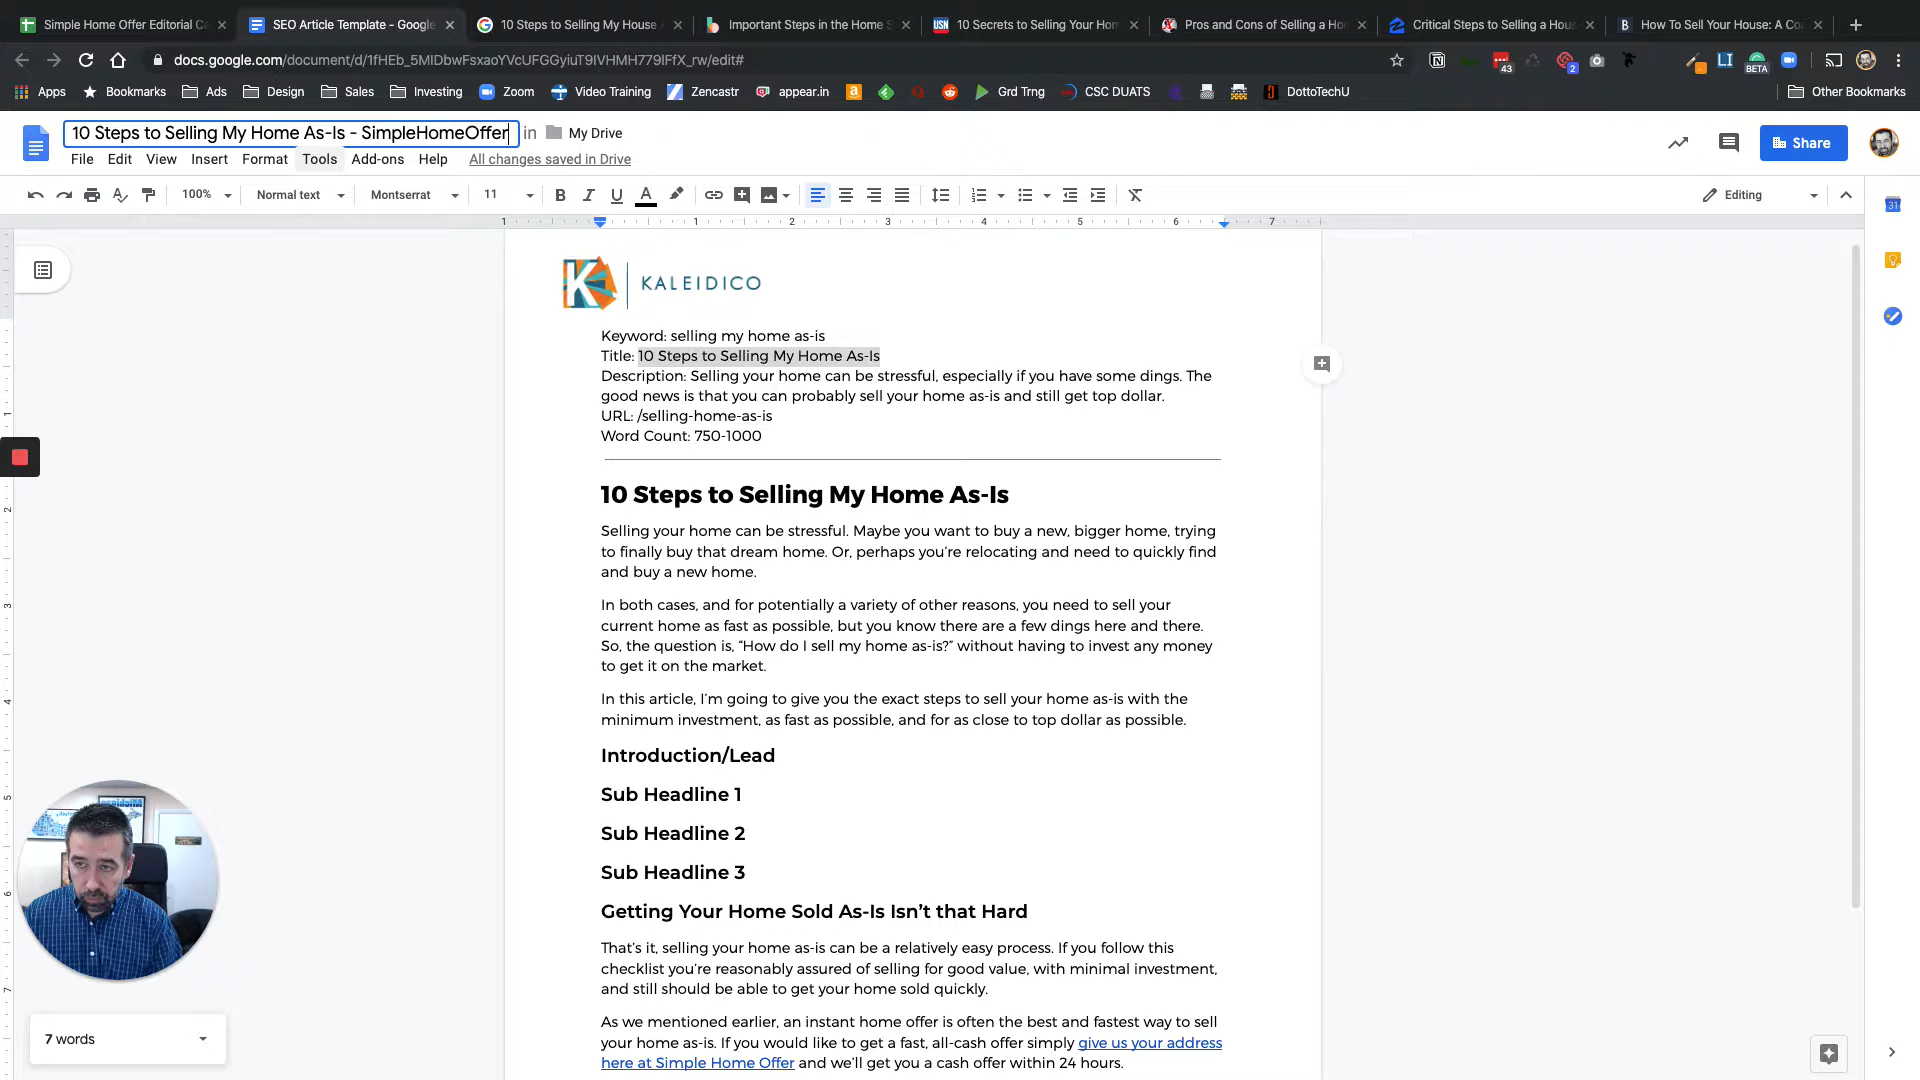 Simple Home Offer Editorial Ca
SEO Article Template - Google
10 Steps to Selling My House
Important Steps in the Home S
10 Secrets to Selling Your Hom
Pros and Cons of Selling a Hom
Critical Steps to Selling a Hous
How To Sell Your House: A Co
docs.google.com/document/d/1fHEb_5MlDbwFsxaoYVcUFGGyiuT9IVHMH779lFfX_rw/edit#
43
2
BETA
Apps
Bookmarks
Ads
Design
Sales
Investing
Zoom
Video Training
Zencastr
appear.in
Grd Trng
CSC DUATS
DottoTechU
Other Bookmarks
10 Steps to Selling My Home As-Is - SimpleHomeOffer
in
My Drive
File
Edit
View
Insert
Format
Tools
Add-ons
Help
All changes saved in Drive
Share
100%
Normal text
Montserrat
11
Editing
1 1 2 3 4 5 6 7
KALEIDICO
Keyword: selling my home as-is
Title: 10 Steps to Selling My Home As-Is
Description: Selling your home can be stressful, especially if you have some dings. The
good news is that you can probably sell your home as-is and still get top dollar.
URL: /selling-home-as-is
Word Count: 750-1000
10 Steps to Selling My Home As-Is
Selling your home can be stressful. Maybe you want to buy a new, bigger home, trying
to finally buy that dream home. Or, perhaps you're relocating and need to quickly find
and buy a new home.
In both cases, and for potentially a variety of other reasons, you need to sell your
current home as fast as possible, but you know there are a few dings here and there.
So, the question is, “How do I sell my home as-is?” without having to invest any money
to get it on the market.
In this article, I'm going to give you the exact steps to sell your home as-is with the
minimum investment, as fast as possible, and for as close to top dollar as possible.
Introduction/Lead
Sub Headline 1
Sub Headline 2
Sub Headline 3
Getting Your Home Sold As-Is Isn't that Hard
That's it, selling your home as-is can be a relatively easy process. If you follow this
checklist you're reasonably assured of selling for good value, with minimal investment,
and still should be able to get your home sold quickly.
As we mentioned earlier, an instant home offer is often the best and fastest way to sell
your home as-is. If you would like to get a fast, all-cash offer simply give us your address
here at Simple Home Offer and we'll get you a cash offer within 24 hours.
7 words